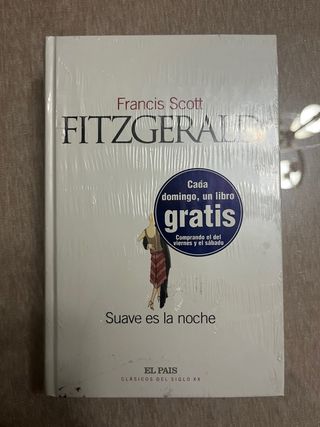 Francis Scott
FITZGERALD
Cada
domingo, un libro
gratis
Comprando el del
viernes y el sábado
Suave es la noche
EL PAIS
CLÁSICOS DEL SIGLO XX